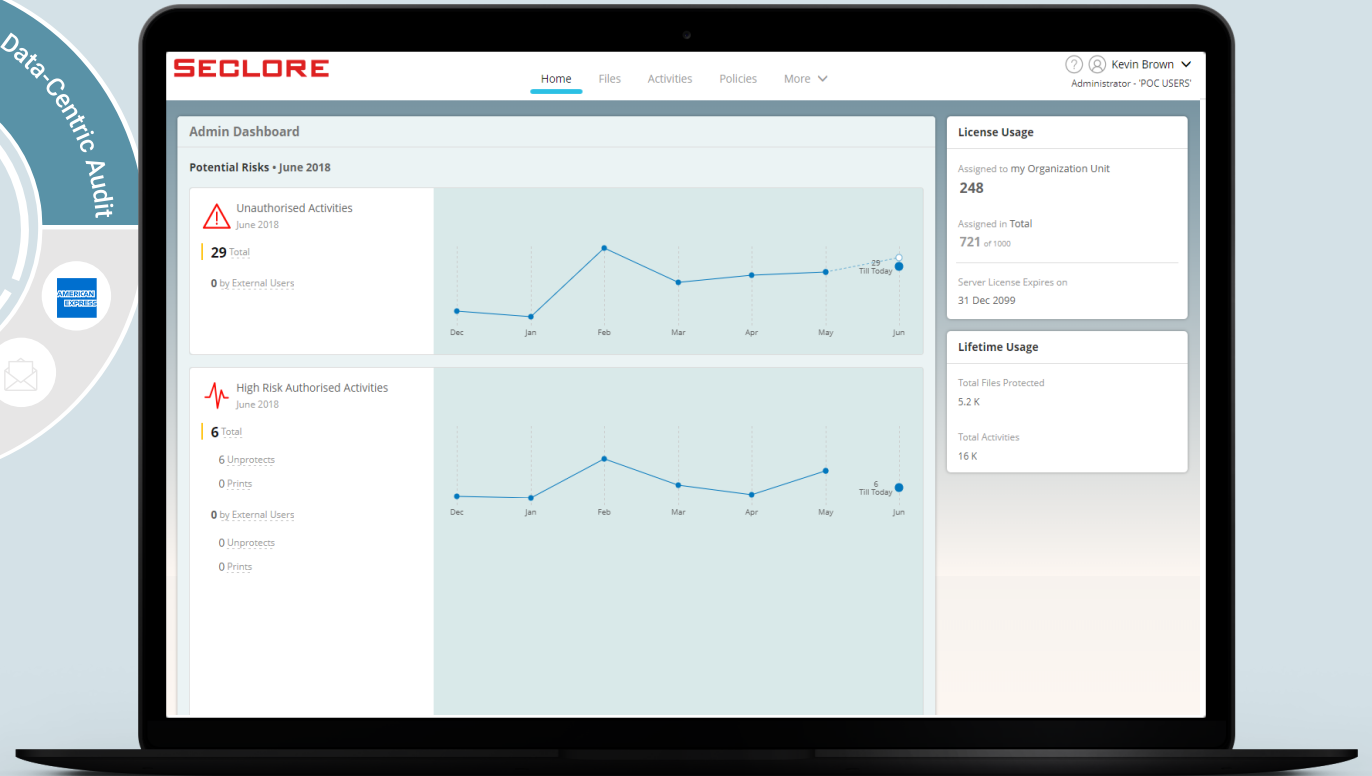 Data-Centric Audit
AMERICAN
EXPRESS
SECLORE
Home
Files
Activities
Policies
More
?
Kevin Brown
Administrator - 'POC USERS'
Admin Dashboard
Potential Risks • June 2018
Unauthorised Activities
June 2018
29 Total
0 by External Users
29
Till Today
Dec
Jan
Feb
Mar
Apr
May
Jun
High Risk Authorised Activities
June 2018
6 Total
6 Unprotects
0 Prints
0 by External Users
0 Unprotects
0 Prints
6
Till Today
Dec
Jan
Feb
Mar
Apr
May
Jun
License Usage
Assigned to my Organization Unit
248
Assigned in Total
721 of 1000
Server License Expires on
31 Dec 2099
Lifetime Usage
Total Files Protected
5.2 K
Total Activities
16 K